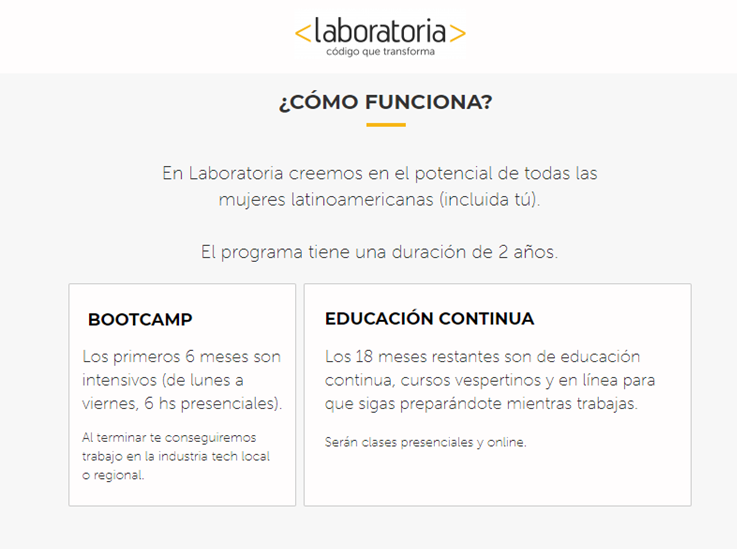 <laboratoria>
código que transforma
¿CÓMO FUNCIONA?
En Laboratoria creemos en el potencial de todas las
mujeres latinoamericanas (incluida tú).
El programa tiene una duración de 2 años.
BOOTCAMP
Los primeros 6 meses son
intensivos (de lunes a
viernes, 6 hs presenciales).
Al terminar te conseguiremos
trabajo en la industria tech local
o regional.
EDUCACIÓN CONTINUA
Los 18 meses restantes son de educación
continua, cursos vespertinos y en línea para
que sigas preparándote mientras trabajas.
Serán clases presenciales y online.